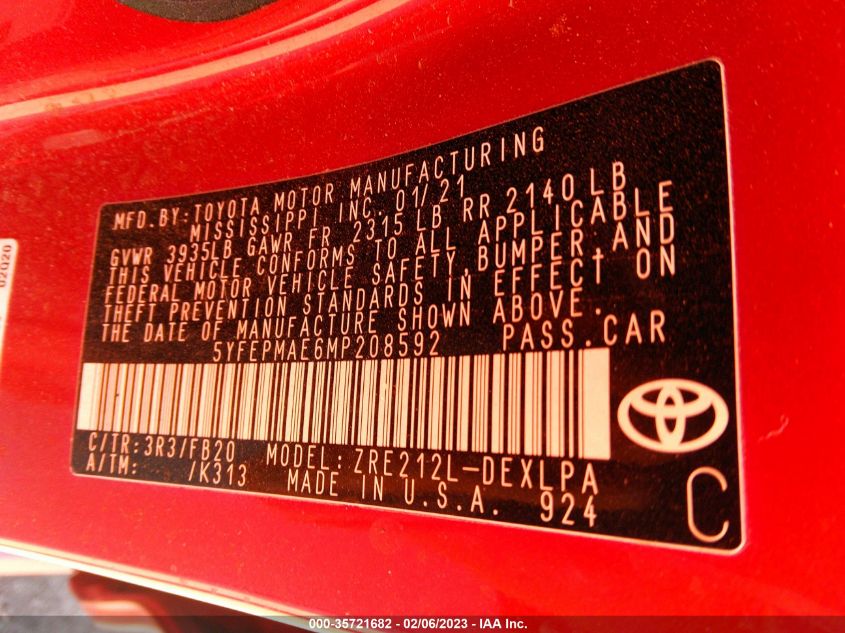 MFD. BY: TOYOTA MOTOR MANUFACTURING
MISSISSIPPI INC. 01/21
GVWR 3935LB GAWR FR 2315 LB RR 2140 LB
THIS VEHICLE CONFORMS TO ALL APPLICABLE
FEDERAL MOTOR VEHICLE SAFETY, BUMPER, AND
THEFT PREVENTION STANDARDS IN EFFECT ON
THE DATE OF MANUFACTURE SHOWN ABOVE.
5YFEPMAE6MP208592 PASS. CAR
C/TR: 3R3/FB20 MODEL: ZRE212L-DEXLPA
A/TM: /K313 MADE IN U.S.A. 924
C
02020
000-35721682 - 02/06/2023 - IAA Inc.